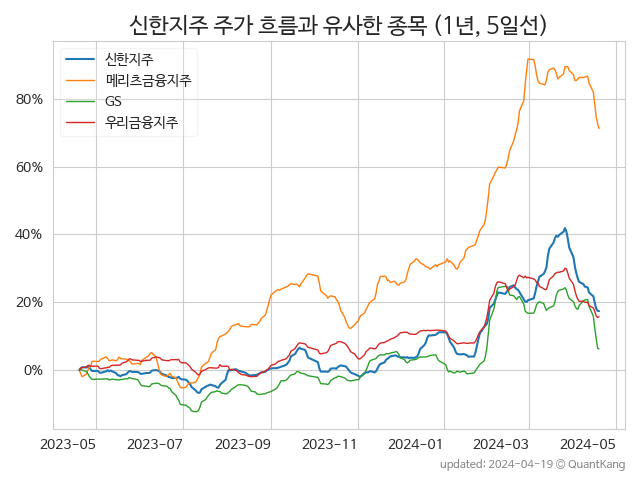 신한지주 주가 흐름과 유사한 종목 (1년, 5일선)
신한지주
메리츠금융지주
GS
우리금융지주
80%
60%
40%
20%
0%
2023-05 2023-07 2023-09 2023-11 2024-01 2024-03 2024-05
updated: 2024-04-19 © QuantKang